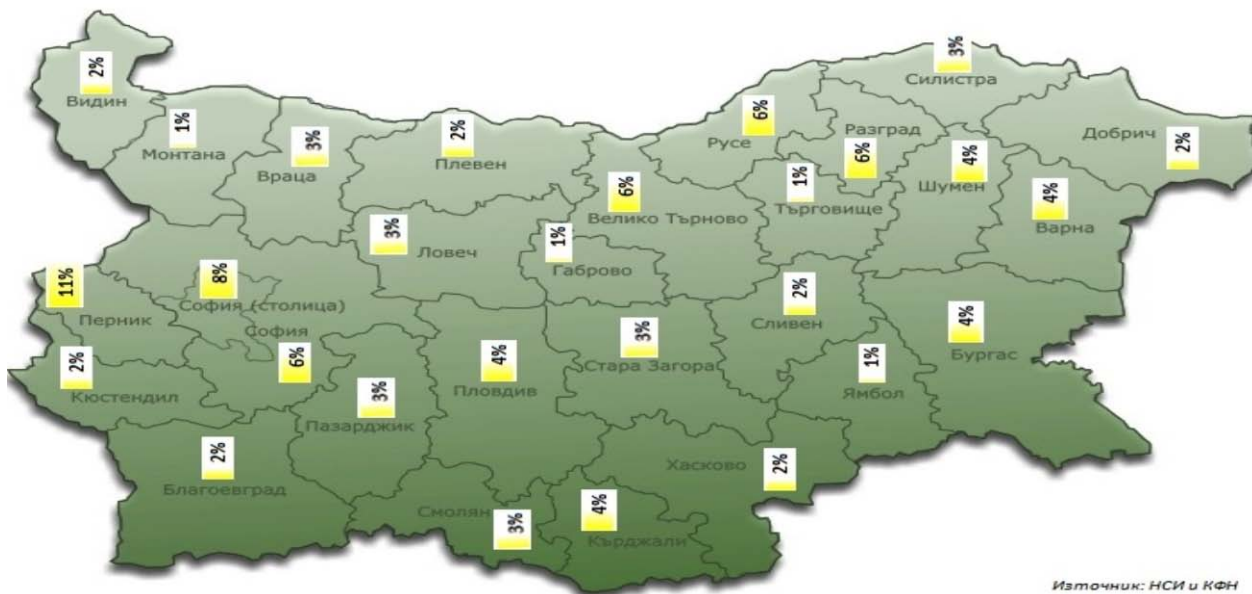 2%
Видин
1%
Монтана
3%
Враца
2%
Плевен
3%
Ловеч
6%
Велико Търново
1%
Габрово
6%
Русе
Разград
6%
1%
Търговище
3%
Силистра
4%
Шумен
Добрич
2%
4%
Варна
11%
Перник
8%
София (столица)
София
6%
2%
Кюстендил
3%
Пазарджик
4%
Пловдив
3%
Стара Загора
2%
Сливен
1%
Ямбол
4%
Бургас
2%
Благоевград
Смолян
3%
4%
Кърджали
Хасково
2%
Източник: НСИ и КФН